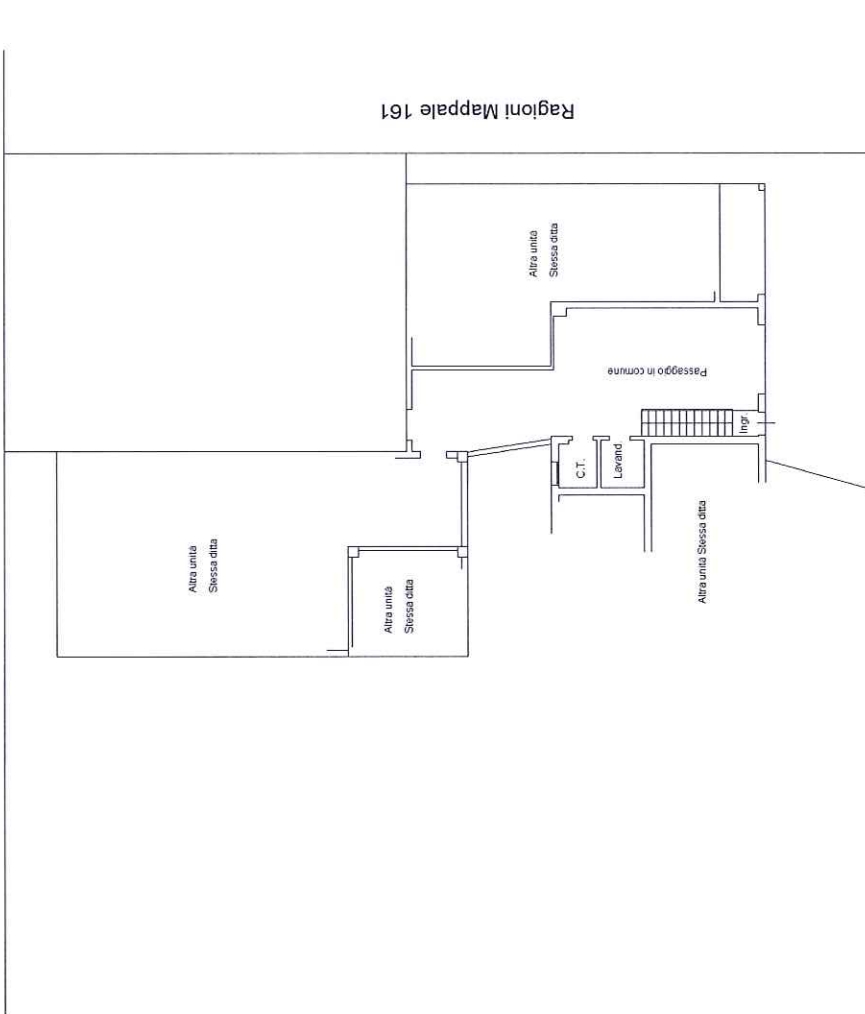 Ragioni Mappale 161
Altra unità
Stessa ditta
Passaggio in comune
Ingr.
C.T.
Lavand.
Altra unità
Stessa ditta
Altra unità
Stessa ditta
Altra unità Stessa ditta